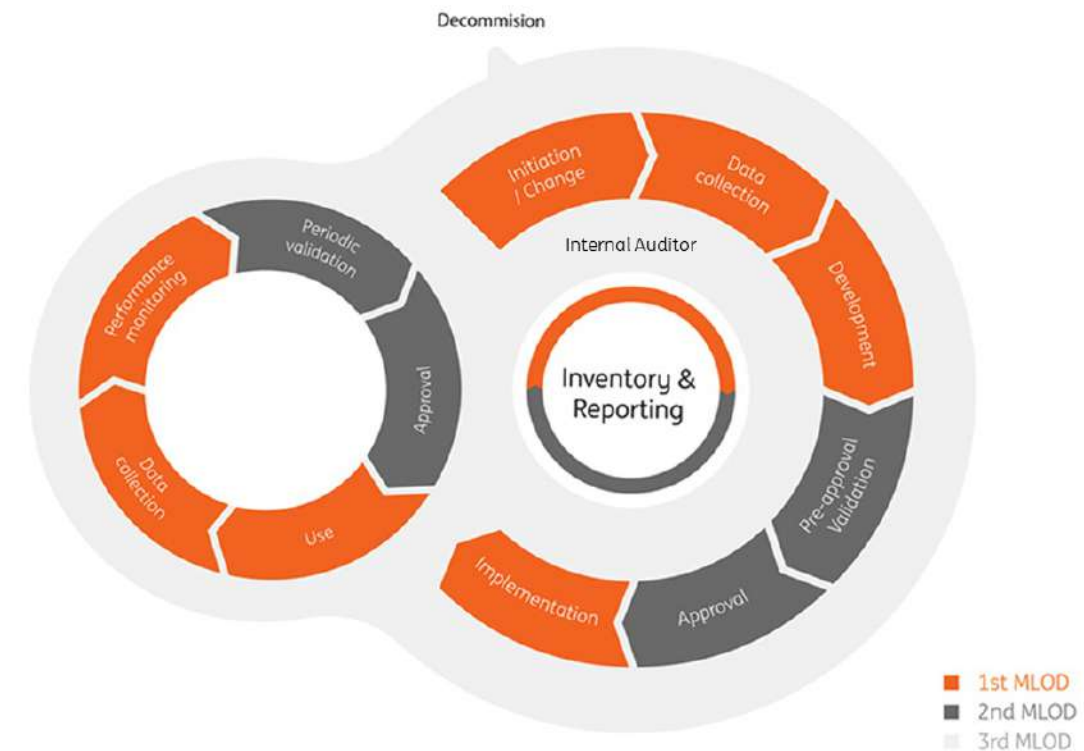 Decommision
Initiation
/ Change
Data
collection
Development
Pre-approval
Validation
Approval
Implementation
Internal Auditor
Inventory &
Reporting
Periodic
validation
Approval
Use
Data
collection
Performance
monitoring
1st MLOD
2nd MLOD
3rd MLOD